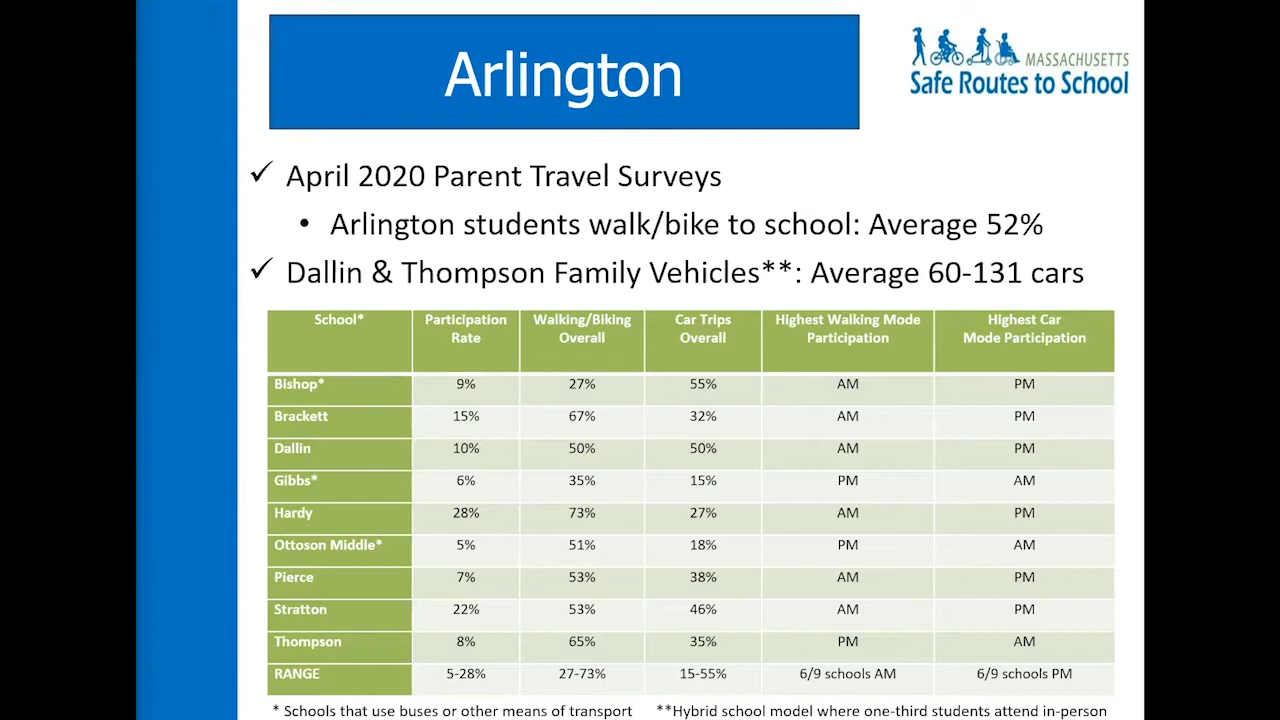 Arlington
MASSACHUSETTS
Safe Routes to School
✓ April 2020 Parent Travel Surveys
• Arlington students walk/bike to school: Average 52%
✓ Dallin & Thompson Family Vehicles**: Average 60-131 cars
School* Participation Rate Walking/Biking Overall Car Trips Overall Highest Walking Mode Participation Highest Car Mode Participation
Bishop* 9% 27% 55% AM PM
Brackett 15% 67% 32% AM PM
Dallin 10% 50% 50% AM PM
Gibbs* 6% 35% 15% PM AM
Hardy 28% 73% 27% AM PM
Ottoson Middle* 5% 51% 18% PM AM
Pierce 7% 53% 38% AM PM
Stratton 22% 53% 46% AM PM
Thompson 8% 65% 35% PM AM
RANGE 5-28% 27-73% 15-55% 6/9 schools AM 6/9 schools PM
* Schools that use buses or other means of transport **Hybrid school model where one-third students attend in-person